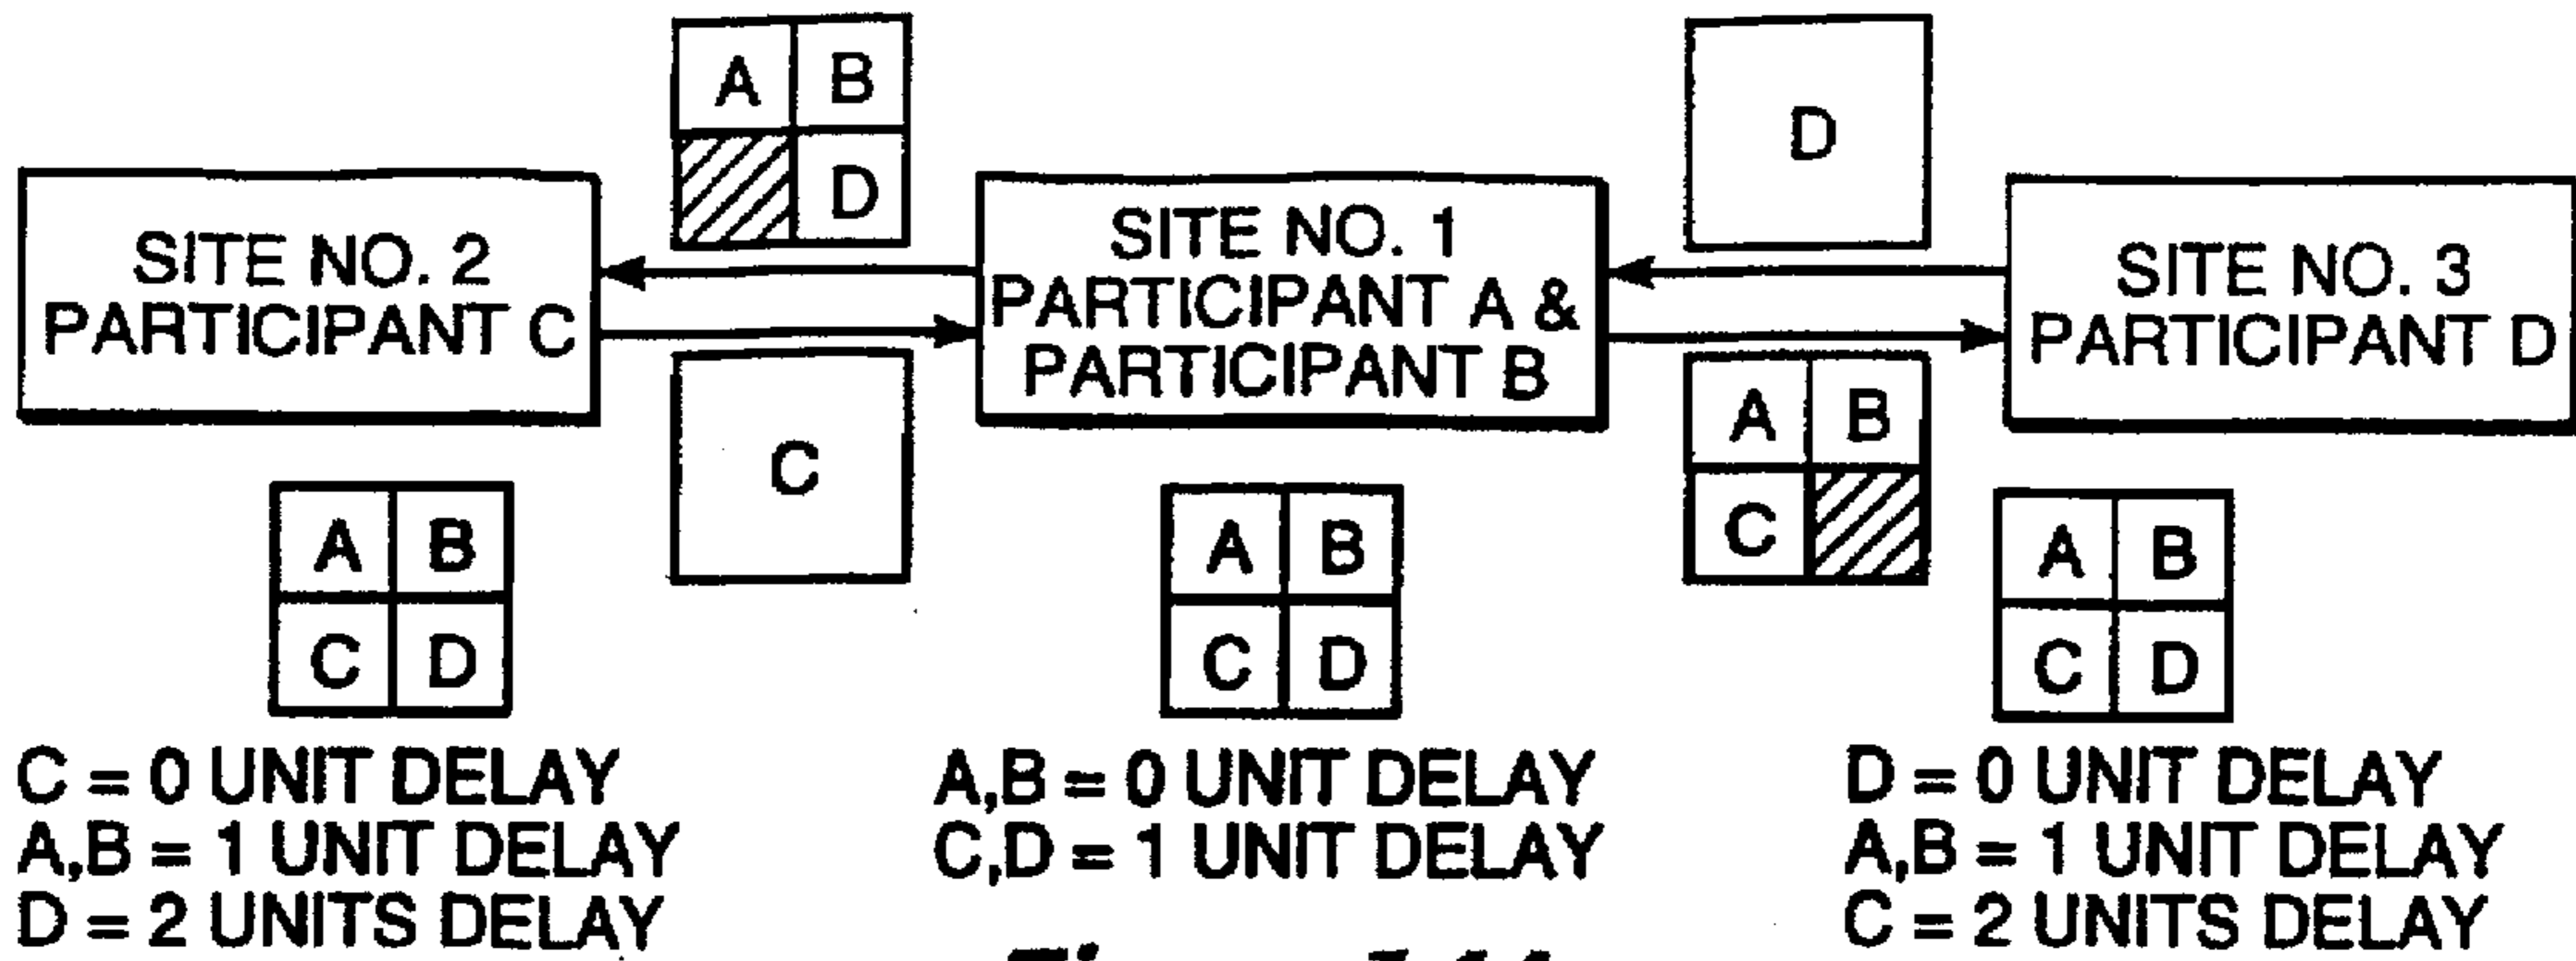 A B
D
SITE NO. 2
PARTICIPANT C
C
SITE NO. 1
PARTICIPANT A &
PARTICIPANT B
D
A B
C
SITE NO. 3
PARTICIPANT D
A B
C D
C = 0 UNIT DELAY
A,B = 1 UNIT DELAY
D = 2 UNITS DELAY
A B
C D
A,B = 0 UNIT DELAY
C,D = 1 UNIT DELAY
A B
C D
D = 0 UNIT DELAY
A,B = 1 UNIT DELAY
C = 2 UNITS DELAY